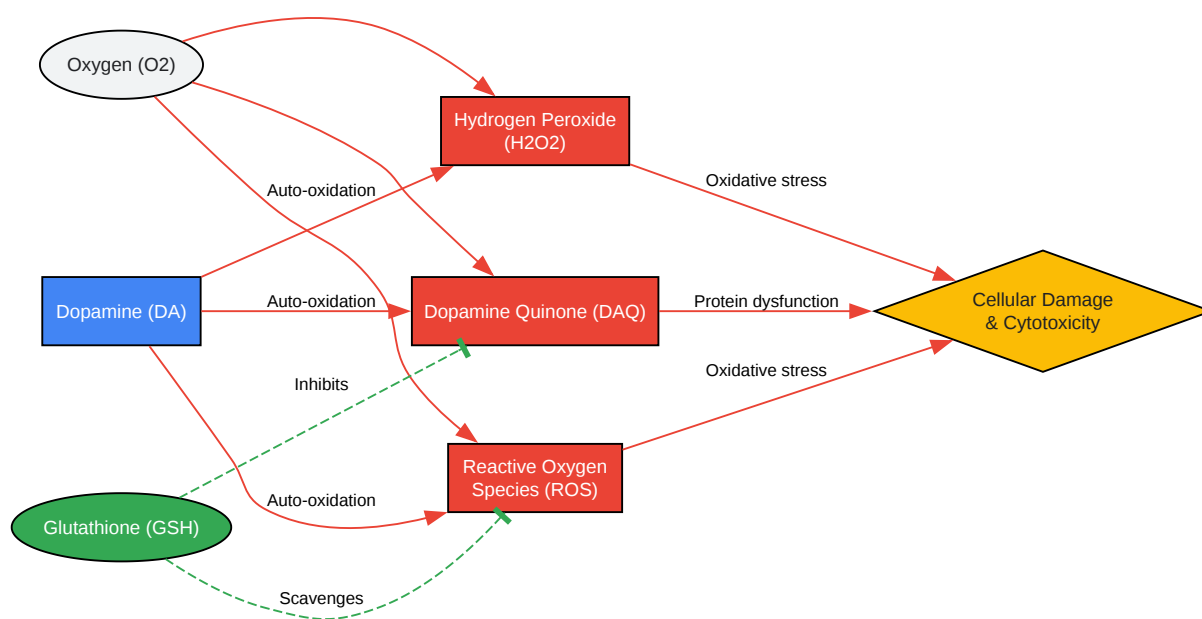 Oxygen (O2)
Hydrogen Peroxide
(H2O2)
Oxidative stress
Auto-oxidation
Dopamine (DA)
Auto-oxidation
Dopamine Quinone (DAQ)
Protein dysfunction
Cellular Damage
& Cytotoxicity
Inhibits
Oxidative stress
Reactive Oxygen
Species (ROS)
Auto-oxidation
Glutathione (GSH)
Scavenges